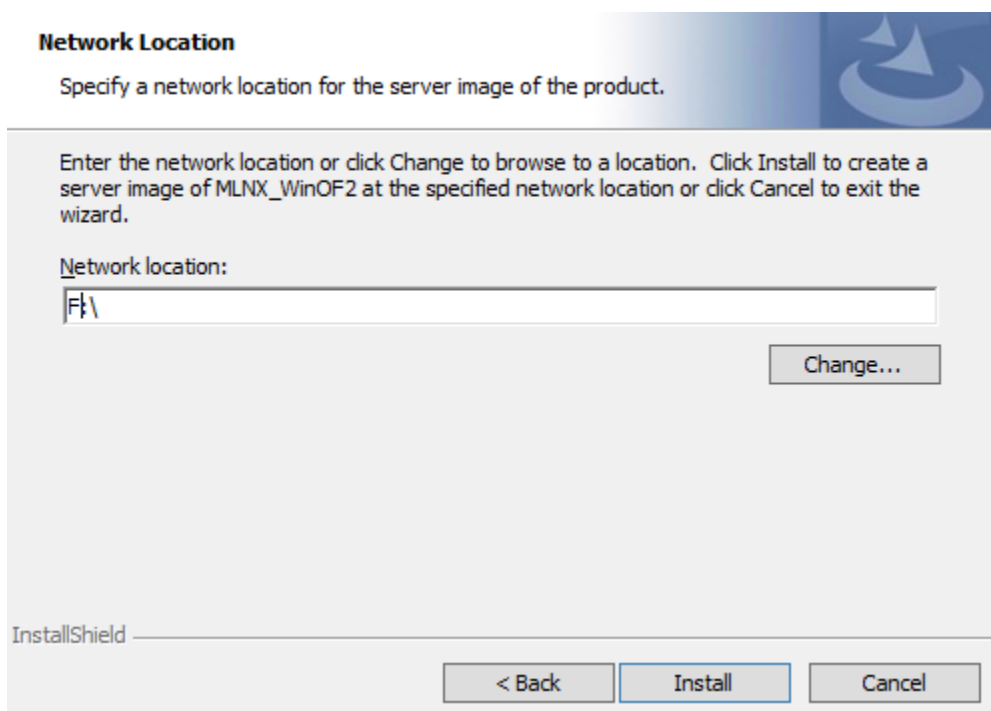 Network Location
Specify a network location for the server image of the product.
Enter the network location or click Change to browse to a location.  Click Install to create a
server image of MLNX_WinOF2 at the specified network location or click Cancel to exit the
wizard.
Network location:
F:\
Change...
InstallShield
< Back
Install
Cancel